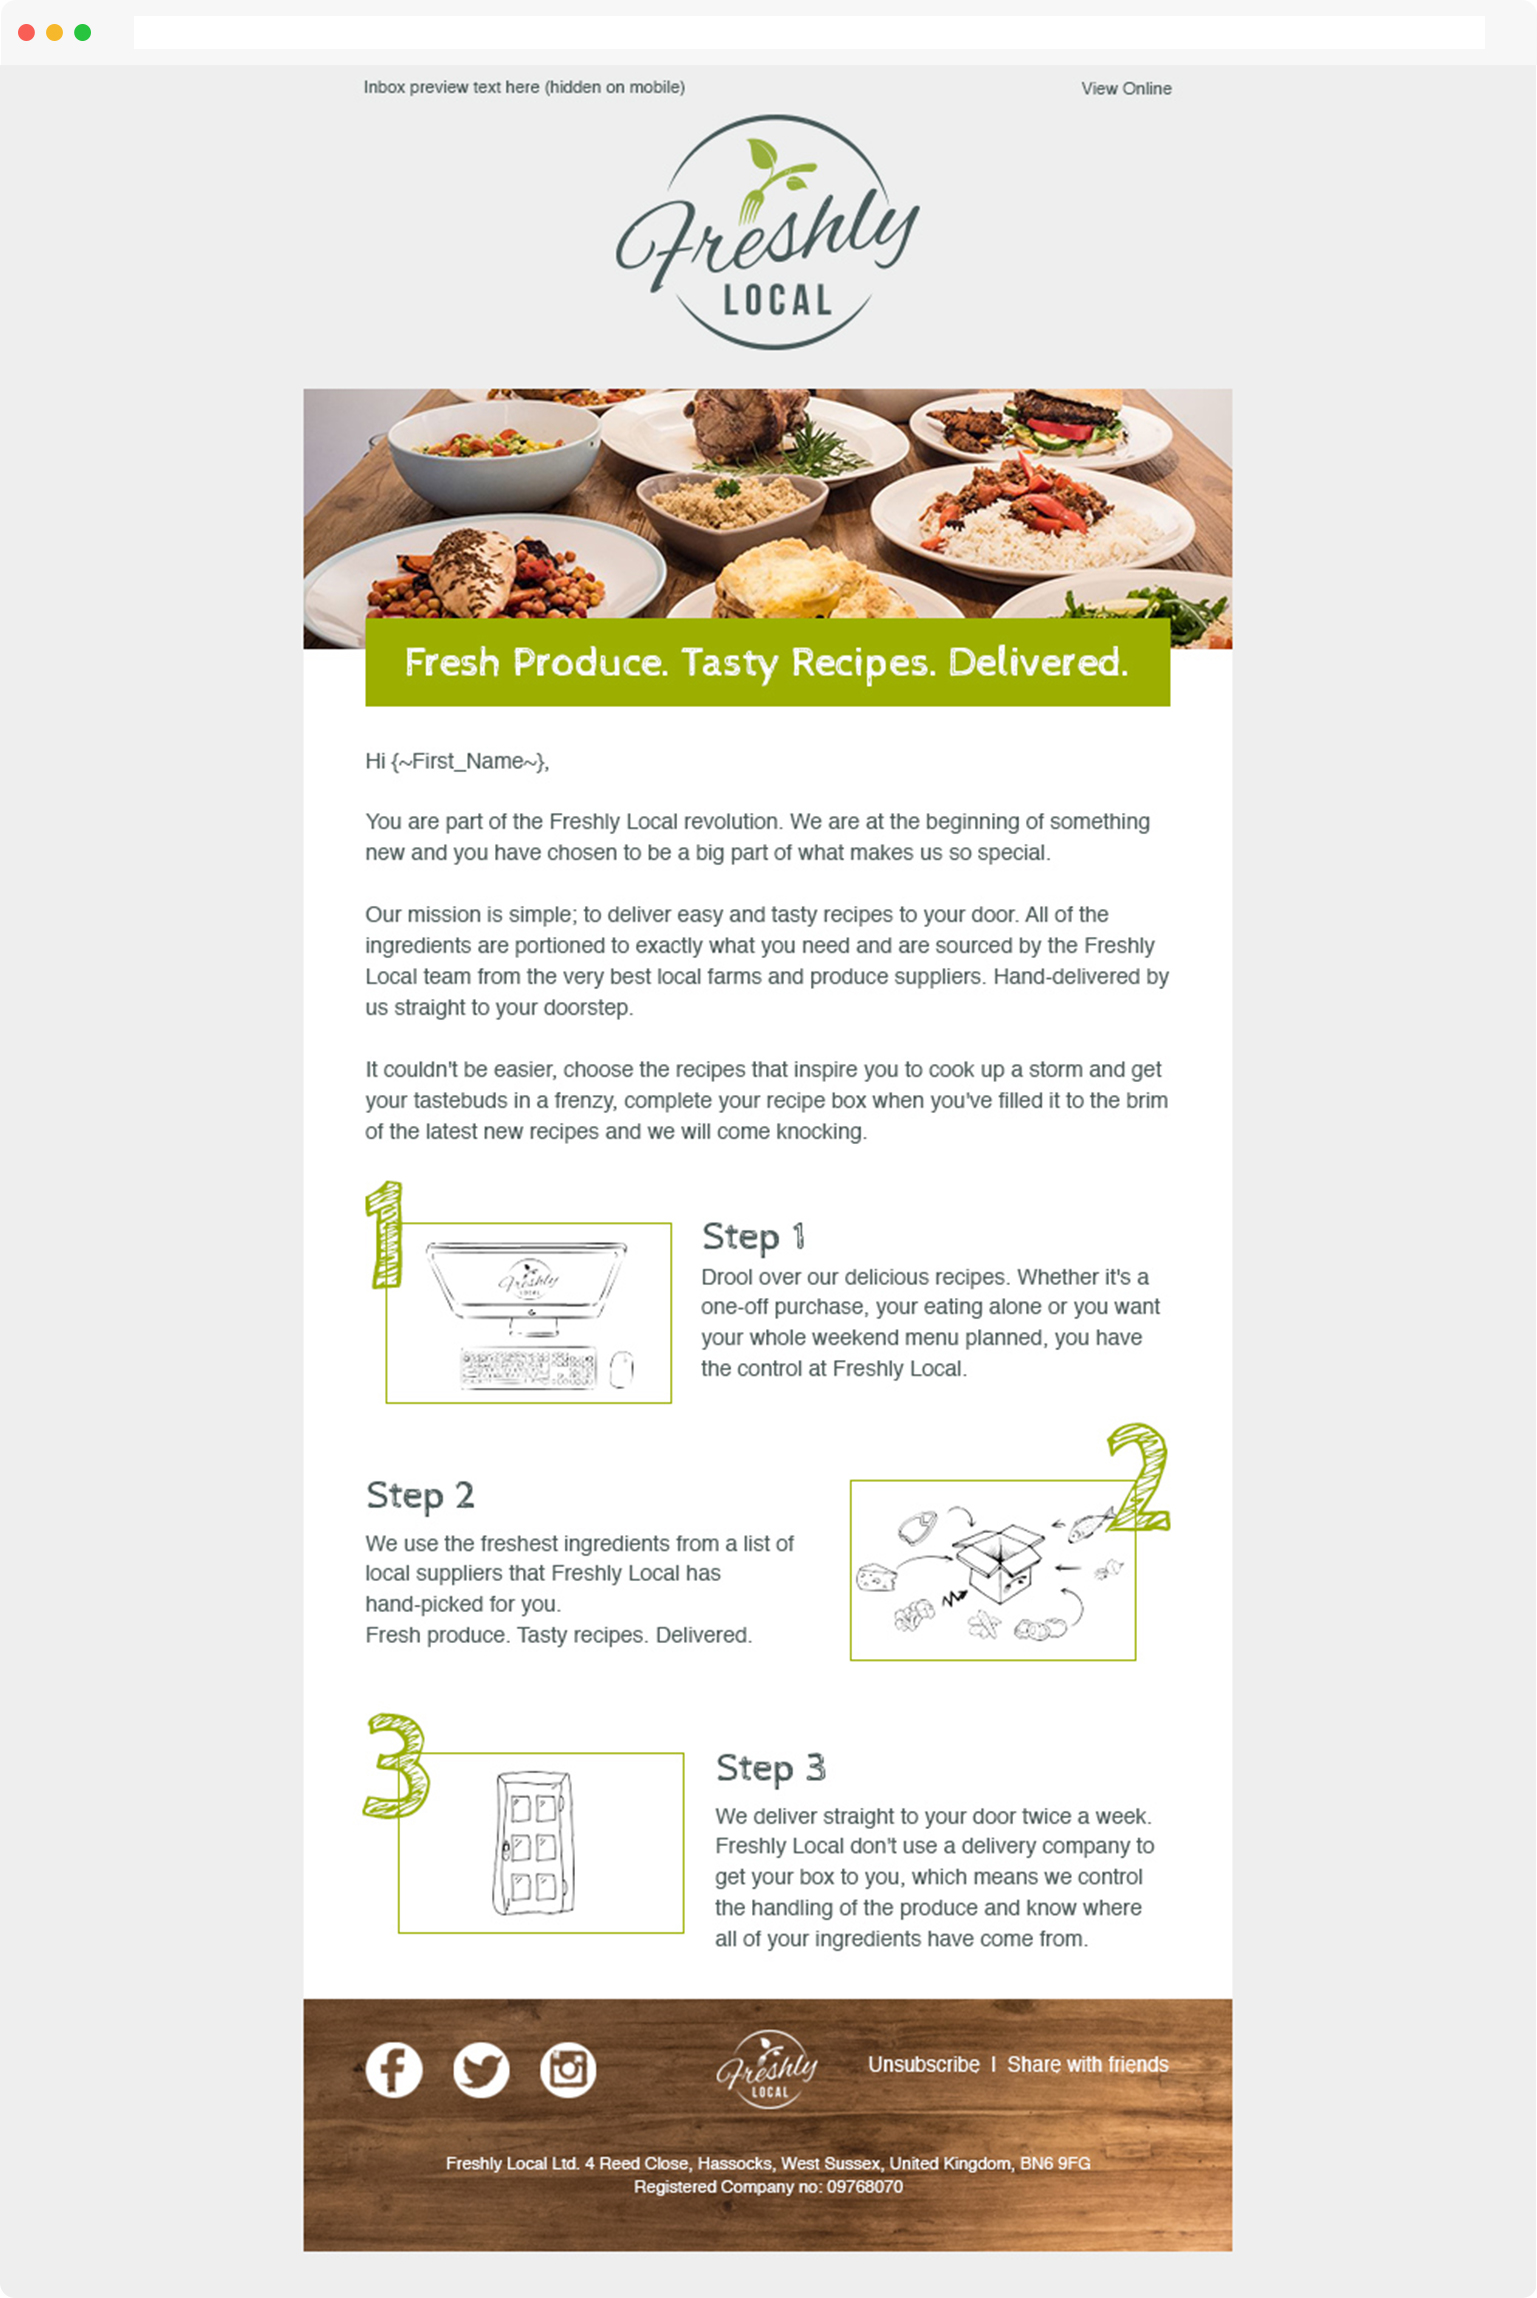 Inbox preview text here (hidden on mobile)
View Online
Freshly
LOCAL
Fresh Produce. Tasty Recipes. Delivered.
Hi {~First_Name~},
You are part of the Freshly Local revolution. We are at the beginning of something
new and you have chosen to be a big part of what makes us so special.
Our mission is simple; to deliver easy and tasty recipes to your door. All of the
ingredients are portioned to exactly what you need and are sourced by the Freshly
Local team from the very best local farms and produce suppliers. Hand-delivered by
us straight to your doorstep.
It couldn't be easier, choose the recipes that inspire you to cook up a storm and get
your tastebuds in a frenzy, complete your recipe box when you've filled it to the brim
of the latest new recipes and we will come knocking.
1
Freshly
LOCAL
Step 1
Drool over our delicious recipes. Whether it's a
one-off purchase, your eating alone or you want
your whole weekend menu planned, you have
the control at Freshly Local.
2
Step 2
We use the freshest ingredients from a list of
local suppliers that Freshly Local has
hand-picked for you.
Fresh produce. Tasty recipes. Delivered.
3
Step 3
We deliver straight to your door twice a week.
Freshly Local don't use a delivery company to
get your box to you, which means we control
the handling of the produce and know where
all of your ingredients have come from.
Freshly
LOCAL
Unsubscribe | Share with friends
Freshly Local Ltd. 4 Reed Close, Hassocks, West Sussex, United Kingdom, BN6 9FG
Registered Company no: 09768070